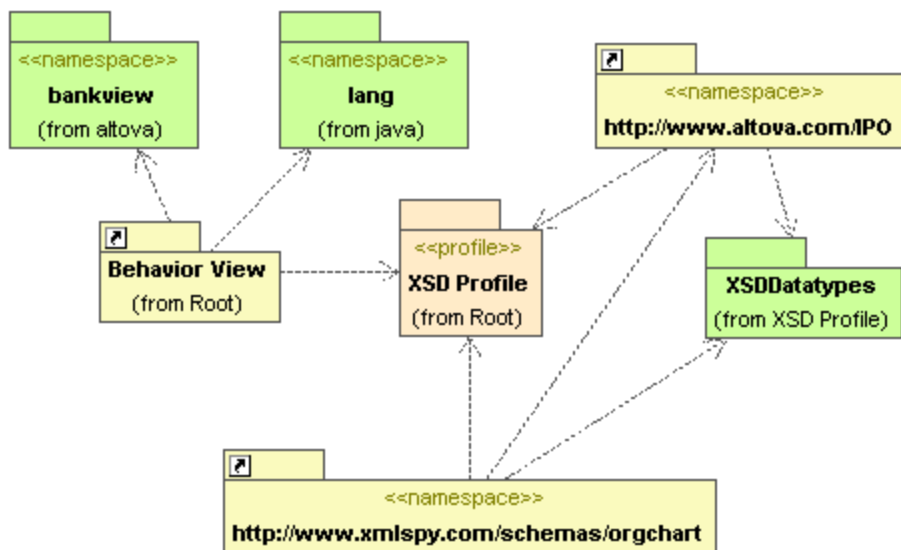 <<namespace>>
bankview
(from altova)
<<namespace>>
lang
(from java)
<<namespace>>
http://www.altova.com/IPO
Behavior View
(from Root)
<<profile>>
XSD Profile
(from Root)
XSDDatatypes
(from XSD Profile)
<<namespace>>
http://www.xmlspy.com/schemas/orgchart